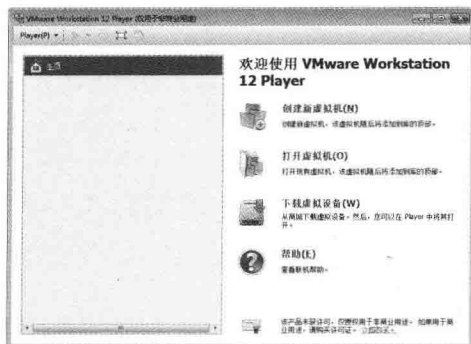 VMware Workstation 12 Player (仅用于非商业用途)
Player(P)
主页
欢迎使用 VMware Workstation
12 Player
创建新虚拟机(N)
创建新虚拟机，该虚拟机随后将添加到库的顶部。
打开虚拟机(O)
打开现有虚拟机，该虚拟机随后将添加到库的顶部。
下载虚拟设备(W)
从商城下载虚拟设备。然后，您可以在 Player 中将其打
开。
帮助(E)
查看联机帮助。
该产品未获许可，仅授权用于非商业用途。如果用于商
业用途，请购买许可证。立即购买。